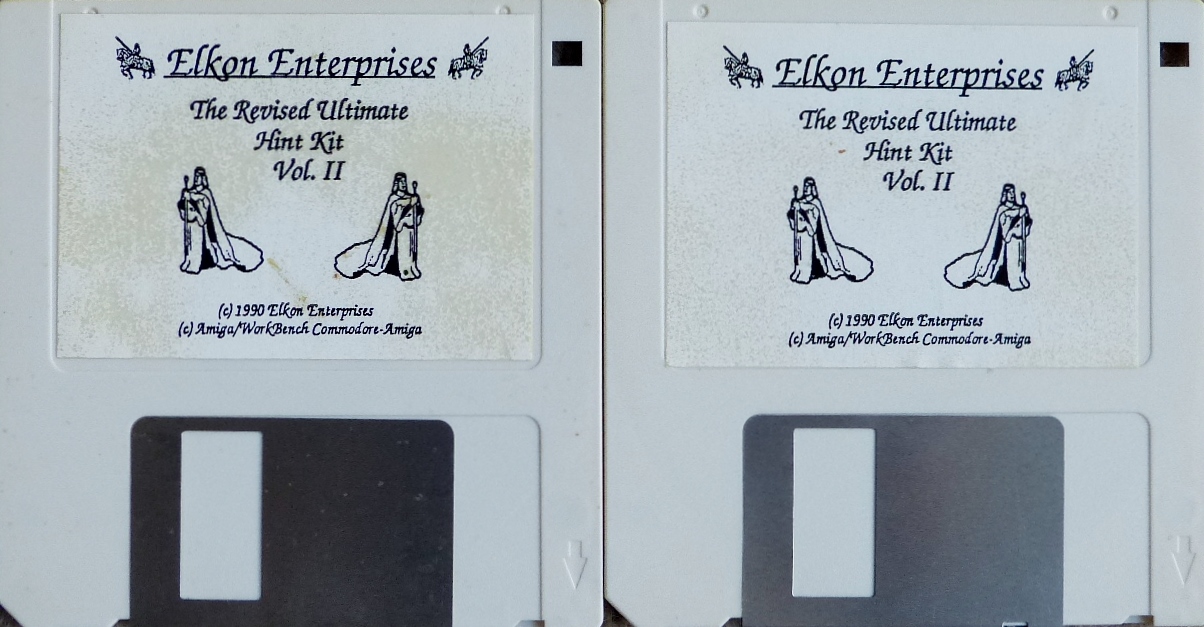 Elkon Enterprises
The Revised Ultimate
Hint Kit
Vol. II
(c) 1990 Elkon Enterprises
(c) Amiga/WorkBench Commodore-Amiga
Elkon Enterprises
The Revised Ultimate
Hint Kit
Vol. II
(c) 1990 Elkon Enterprises
(c) Amiga/WorkBench Commodore-Amiga